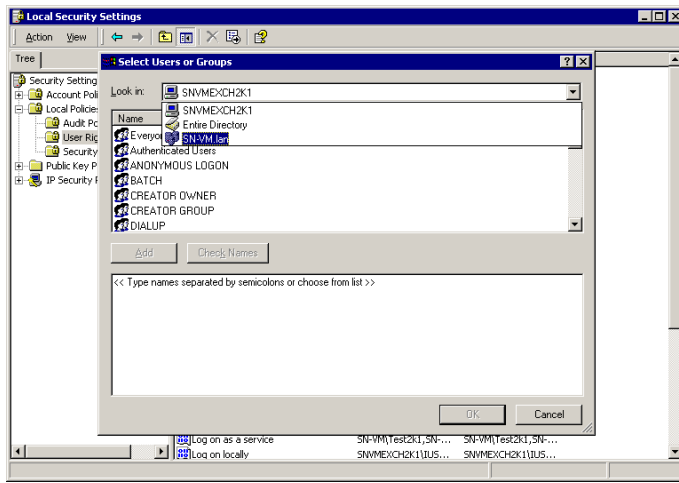 Local Security Settings
Action View
Tree
Select Users or Groups
Security Setting
Account Poli
Local Policie
Audit Po
User Rig
Security
Public Key P
IP Security P
Look in: SNVMEXCH2K1
SNVMEXCH2K1
Entire Directory
SN-VM.lan
Name
Everyo
Authenticated Users
ANONYMOUS LOGON
BATCH
CREATOR OWNER
CREATOR GROUP
DIALUP
Add Check Names
<< Type names separated by semicolons or choose from list >>
OK Cancel
Log on as a service SN-VM\Test2k1,SN-... SN-VM\Test2k1,SN-...
Log on locally SNVMEXCH2K1\IUS... SNVMEXCH2K1\IUS...